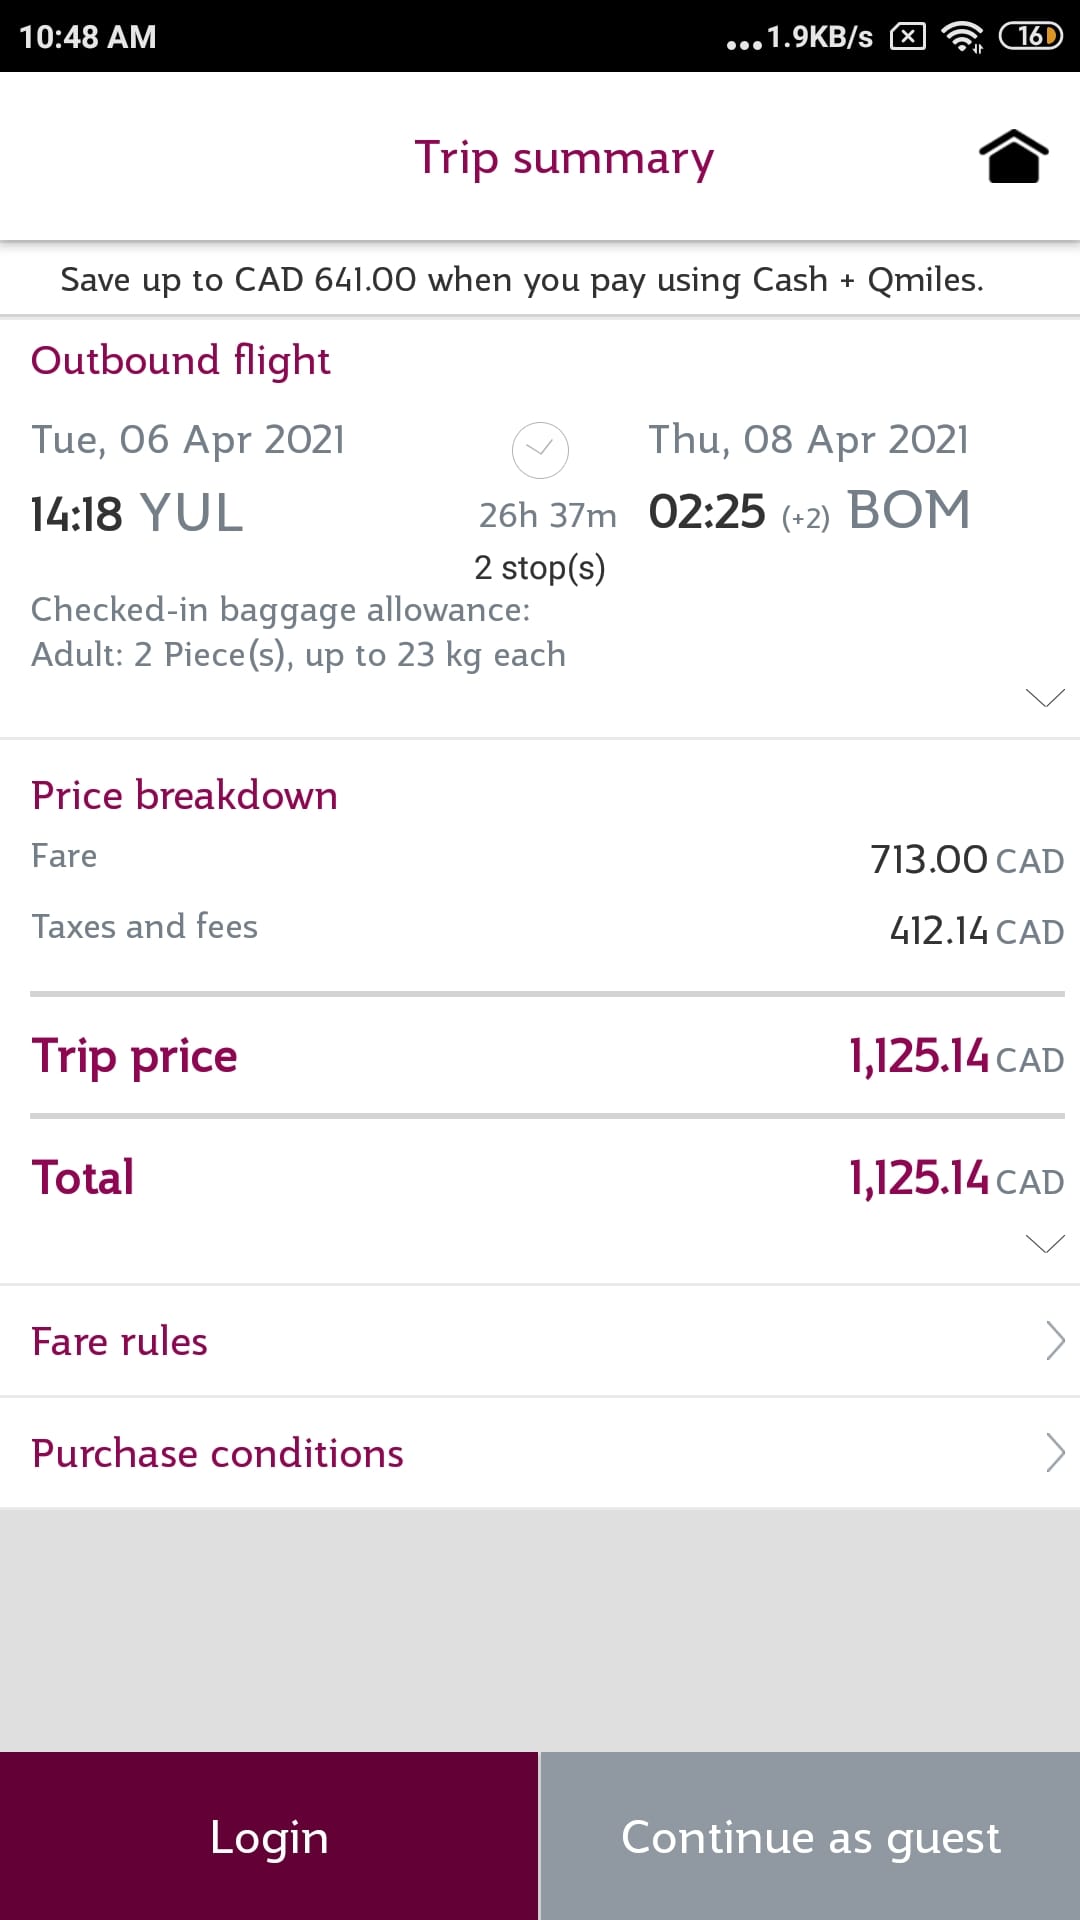 10:48 AM ...1.9KB/s 16
Trip summary
Save up to CAD 641.00 when you pay using Cash + Qmiles.
Outbound flight
Tue, 06 Apr 2021 Thu, 08 Apr 2021
14:18 YUL 26h 37m 02:25 (+2) BOM
2 stop(s)
Checked-in baggage allowance:
Adult: 2 Piece(s), up to 23 kg each
Price breakdown
Fare 713.00 CAD
Taxes and fees 412.14 CAD
Trip price 1,125.14 CAD
Total 1,125.14 CAD
Fare rules
Purchase conditions
Login Continue as guest